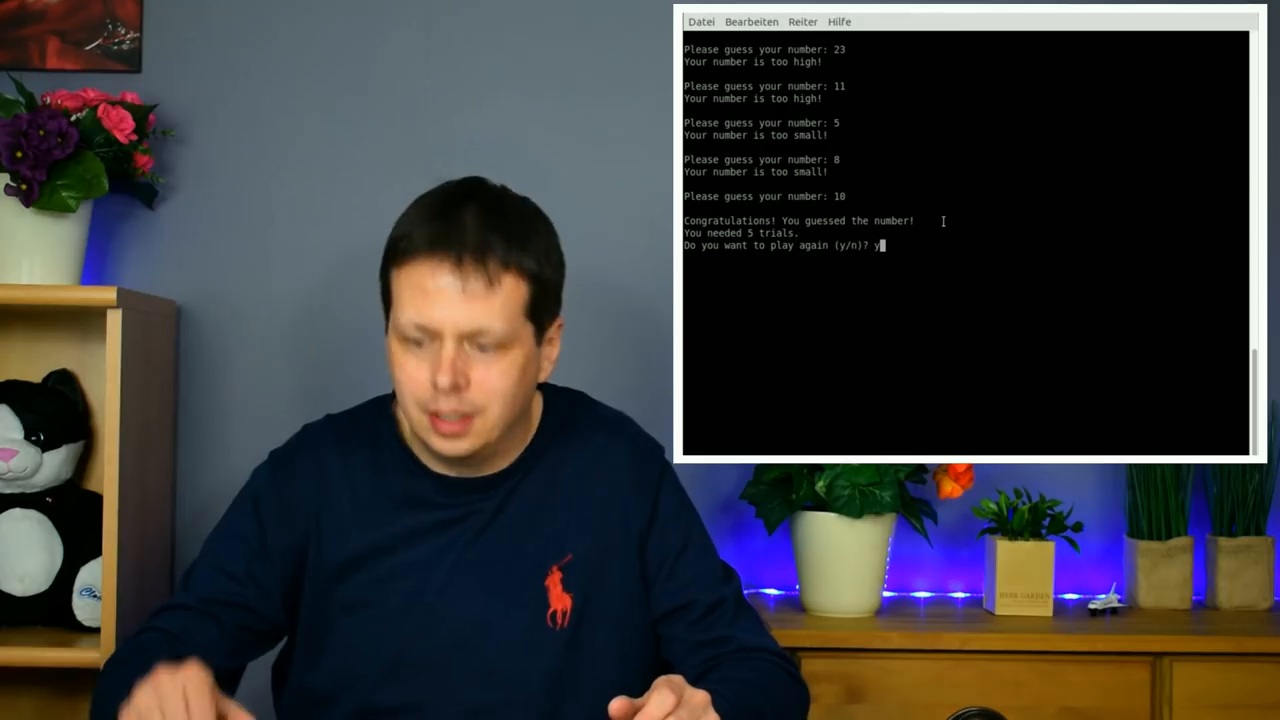 Datei Bearbeiten Reiter Hilfe
Please guess your number: 23
Your number is too high!
Please guess your number: 11
Your number is too high!
Please guess your number: 5
Your number is too small!
Please guess your number: 8
Your number is too small!
Please guess your number: 10
Congratulations! You guessed the number!
You needed 5 trials.
Do you want to play again (y/n)? y
HERB GARDEN